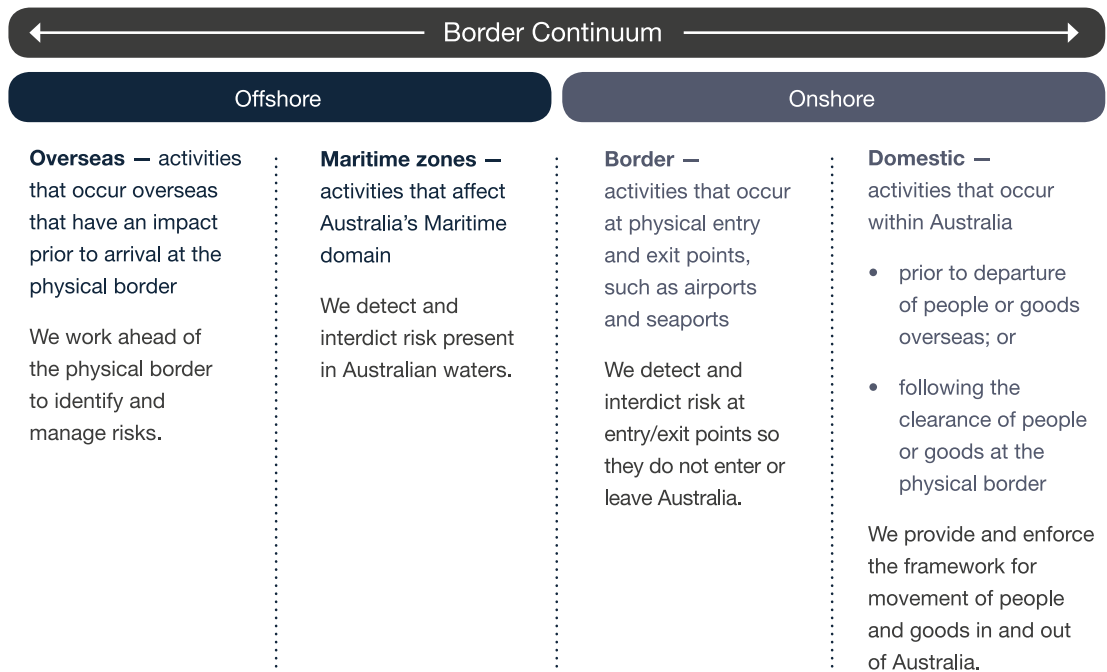 Border Continuum
Offshore
Onshore
Overseas — activities
that occur overseas
that have an impact
prior to arrival at the
physical border
We work ahead of
the physical border
to identify and
manage risks.
Maritime zones —
activities that affect
Australia’s Maritime
domain
We detect and
interdict risk present
in Australian waters.
Border —
activities that occur
at physical entry
and exit points,
such as airports
and seaports
We detect and
interdict risk at
entry/exit points so
they do not enter or
leave Australia.
Domestic —
activities that occur
within Australia
• prior to departure
of people or goods
overseas; or
• following the
clearance of people
or goods at the
physical border
We provide and enforce
the framework for
movement of people
and goods in and out
of Australia.